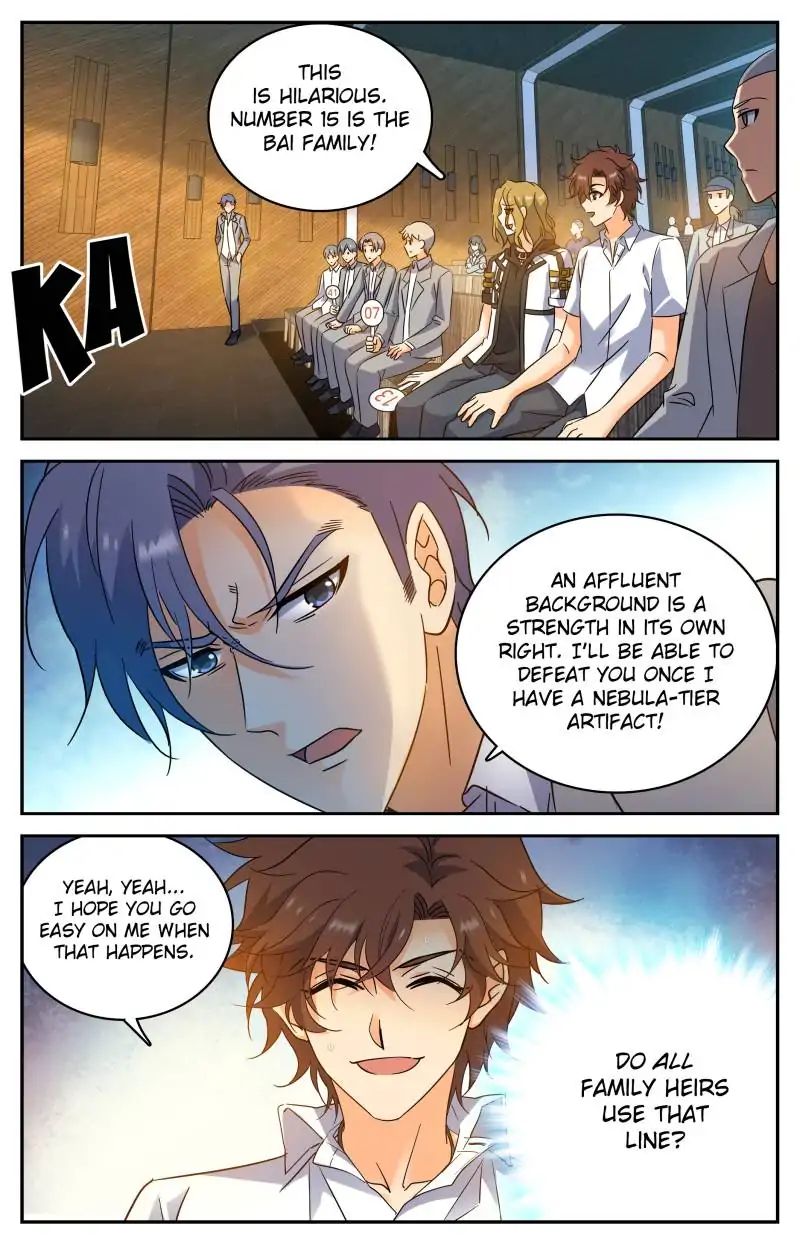 THIS
IS HILARIOUS.
NUMBER 15 IS THE
BAI FAMILY!
KA
41
07
13
AN AFFLUENT
BACKGROUND IS A
STRENGTH IN ITS OWN
RIGHT. I'LL BE ABLE TO
DEFEAT YOU ONCE I
HAVE A NEBULA-TIER
ARTIFACT!
YEAH, YEAH...
I HOPE YOU GO
EASY ON ME WHEN
THAT HAPPENS.
DO ALL
FAMILY HEIRS
USE THAT
LINE?